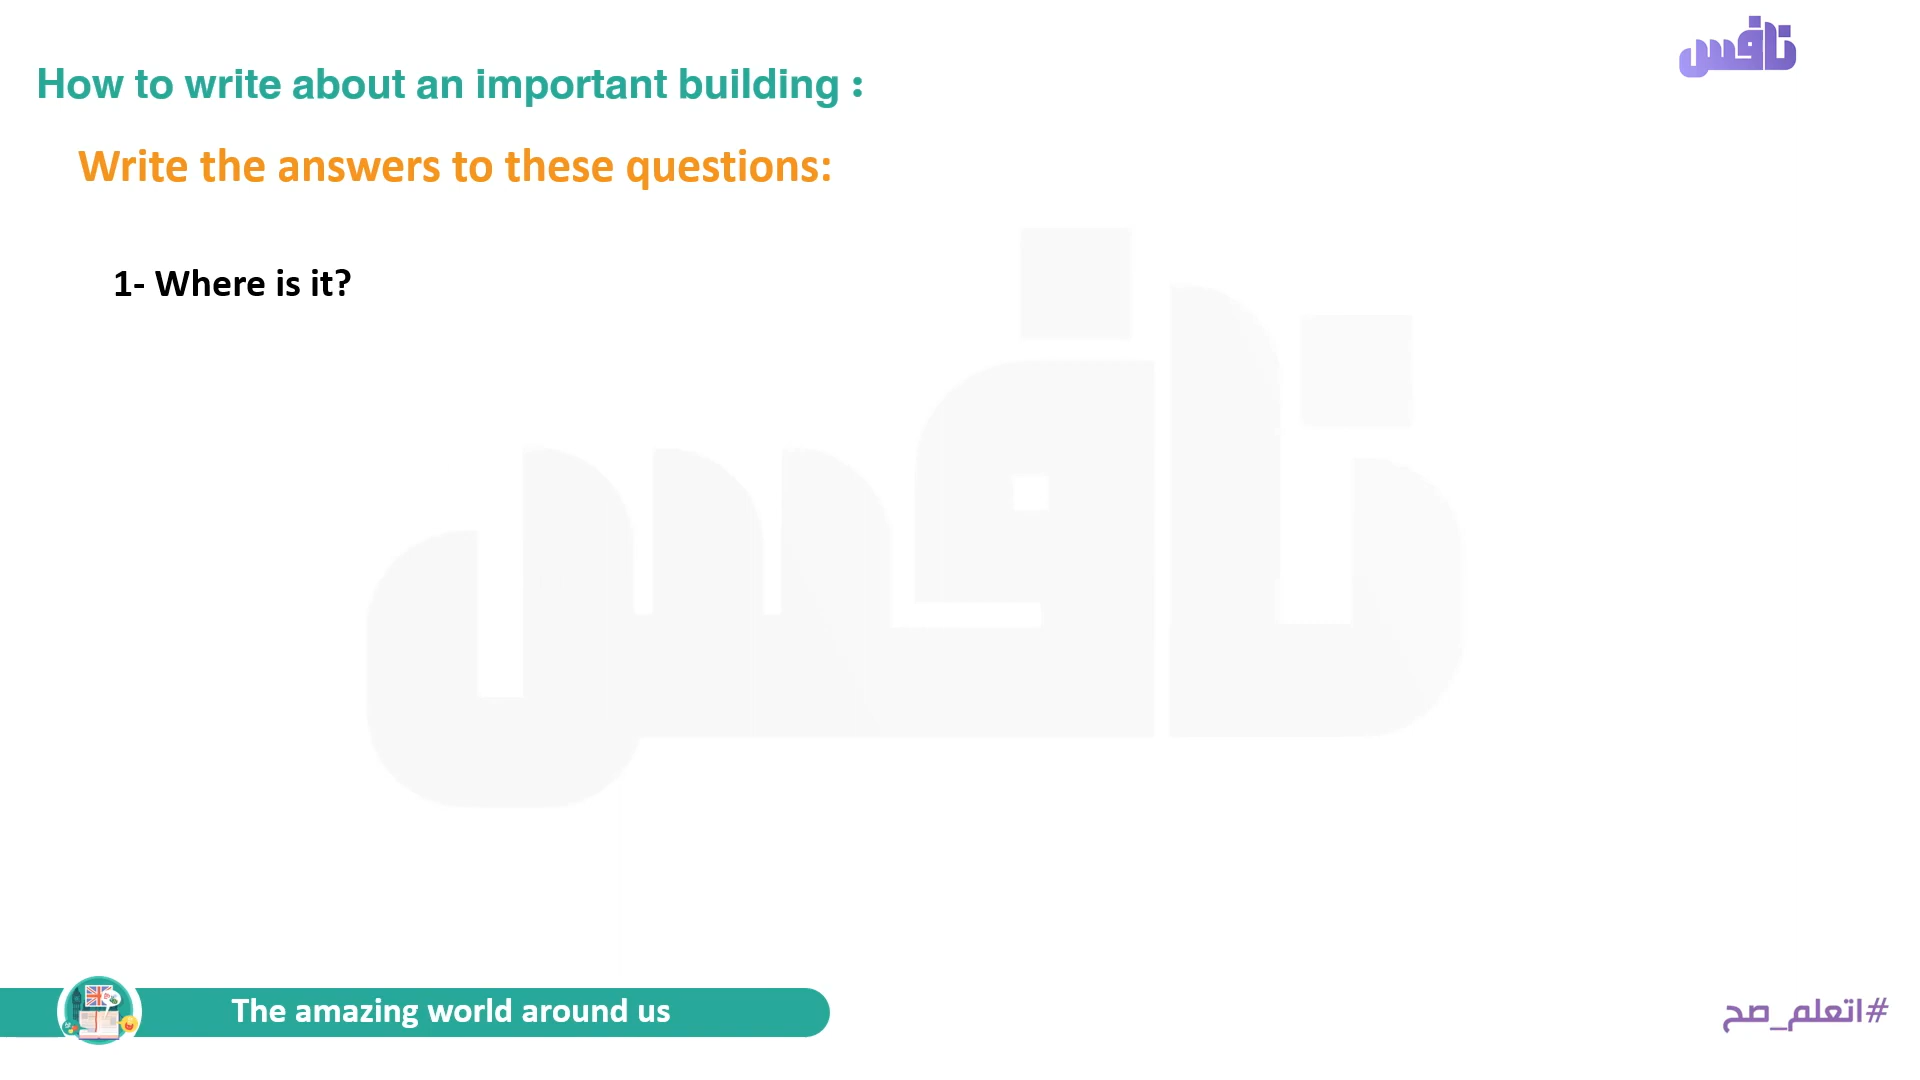 نافس
How to write about an important building :
Write the answers to these questions:
1- Where is it?
نافس
The amazing world around us
#اتعلم_صح